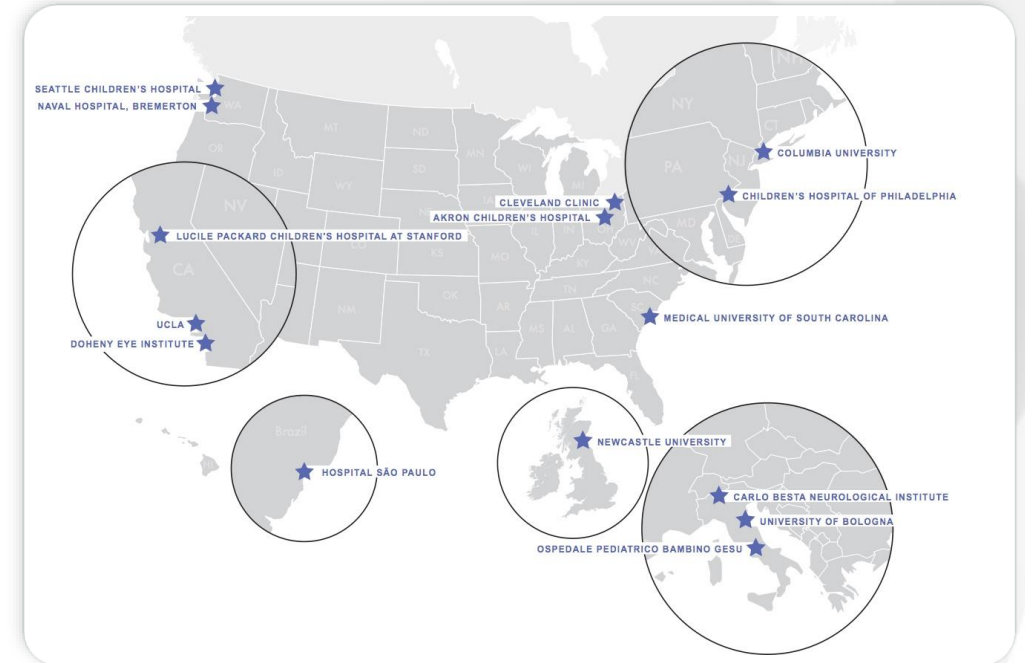 SEATTLE CHILDREN'S HOSPITAL
NAVAL HOSPITAL, BREMERTON
WA
OR
ID
MT
ND
MN
SD
WY
WI
MI
NY
NH
CT
PA
NJ
COLUMBIA UNIVERSITY
CHILDREN'S HOSPITAL OF PHILADELPHIA
CLEVELAND CLINIC
AKRON CHILDREN'S HOSPITAL
NV
LUCILE PACKARD CHILDREN'S HOSPITAL AT STANFORD
CA
KS
MO
IL
IN
OH
WV
KY
MD
DE
NC
TN
SC
OK
AR
NM
TX
LA
MS
AL
GA
FL
MEDICAL UNIVERSITY OF SOUTH CAROLINA
UCLA
DOHENY EYE INSTITUTE
Brazil
HOSPITAL SÃO PAULO
NEWCASTLE UNIVERSITY
CARLO BESTA NEUROLOGICAL INSTITUTE
UNIVERSITY OF BOLOGNA
OSPEDALE PEDIATRICO BAMBINO GESU